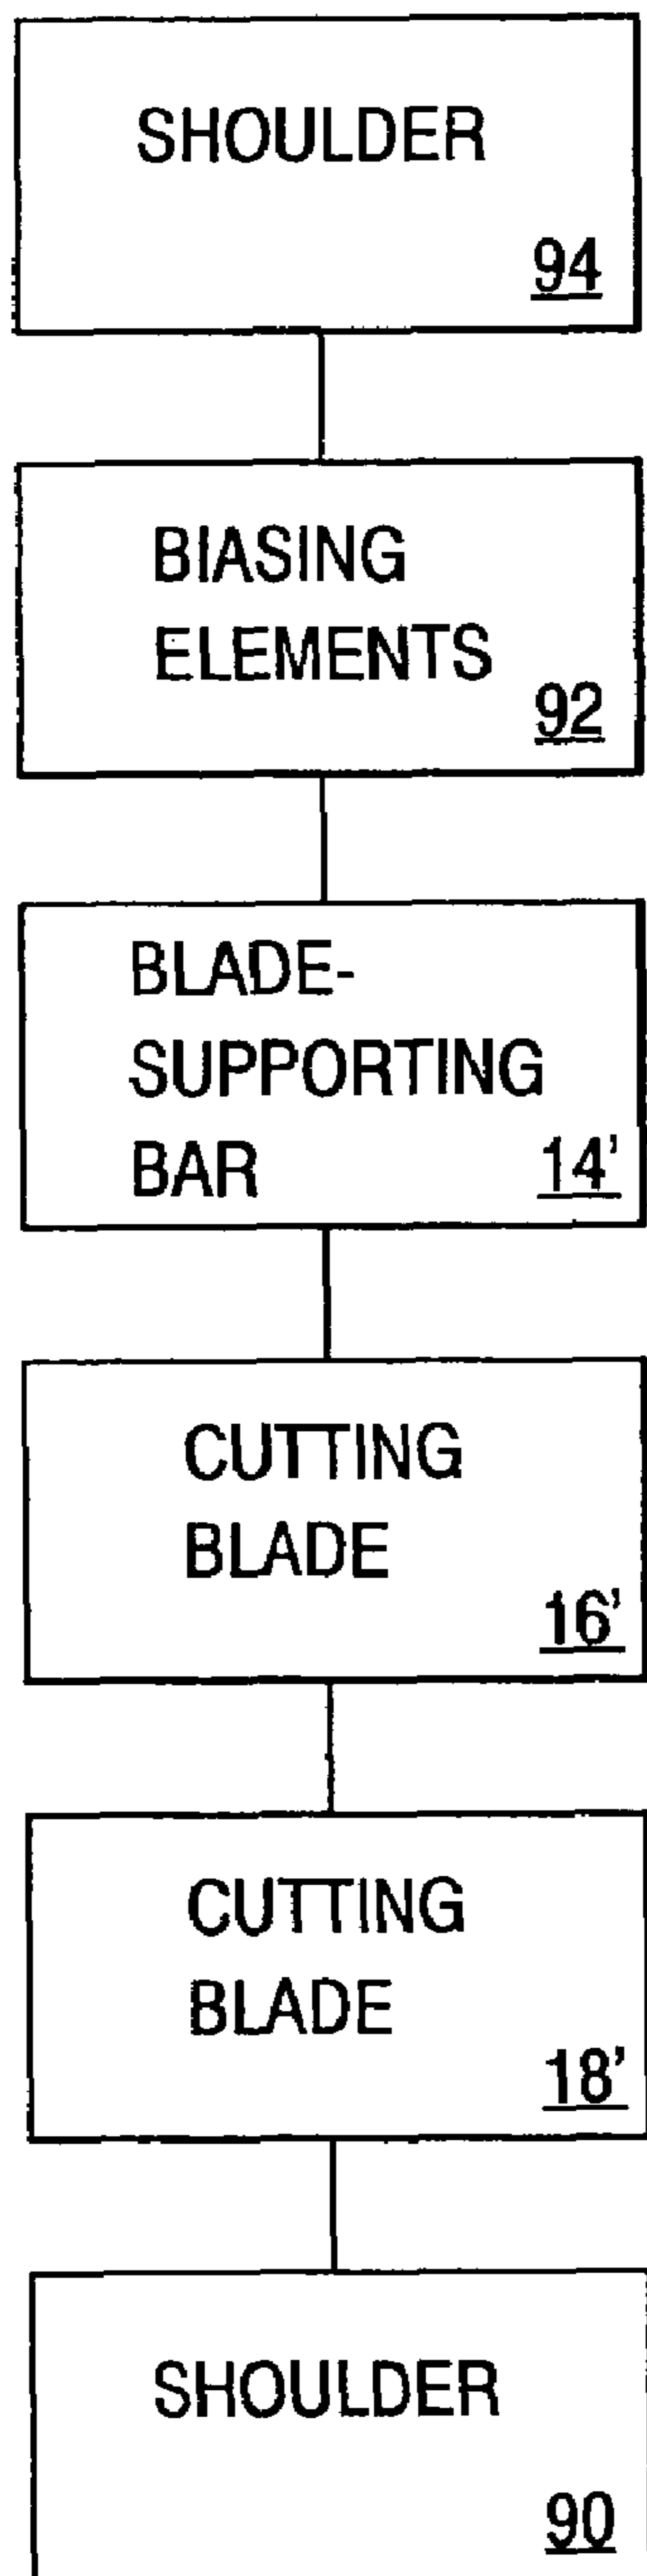 SHOULDER
94
BIASING
ELEMENTS
92
BLADE-
SUPPORTING
BAR
14'
CUTTING
BLADE
16'
CUTTING
BLADE
18'
SHOULDER
90